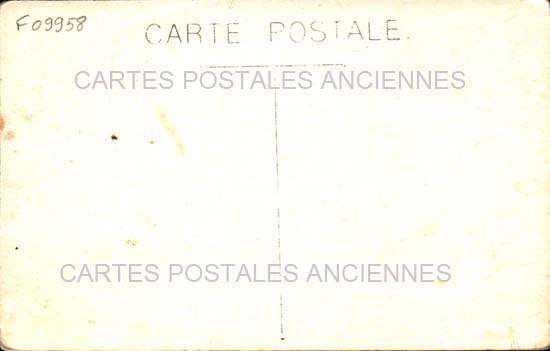 F09958
CARTE POSTALE
CARTES POSTALES ANCIENNES
CARTES POSTALES ANCIENNES